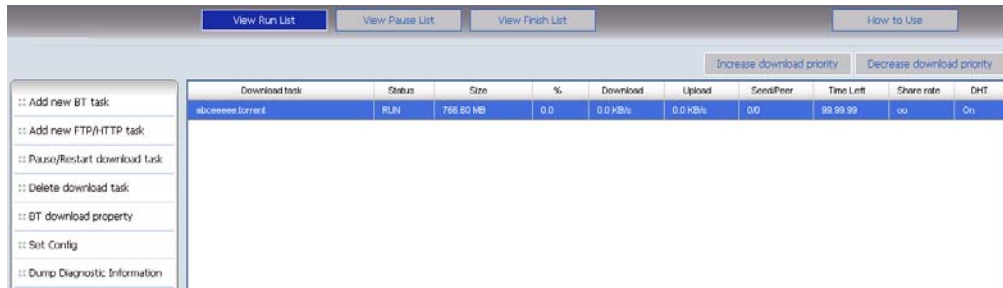 View Run List View Pause List View Finish List How to Use
Increase download priority Decrease download priority
Download task Status Size % Download Upload Seed/Peer Time Left Share rate DHT
abceeeee.torrent RUN 766.60 MB 0.0 0.0 KB/s 0.0 KB/s 0/0 99.99.99 oo On
:: Add new BT task
:: Add new FTP/HTTP task
:: Pause/Restart download task
:: Delete download task
:: BT download property
:: Set Config
:: Dump Diagnostic Information